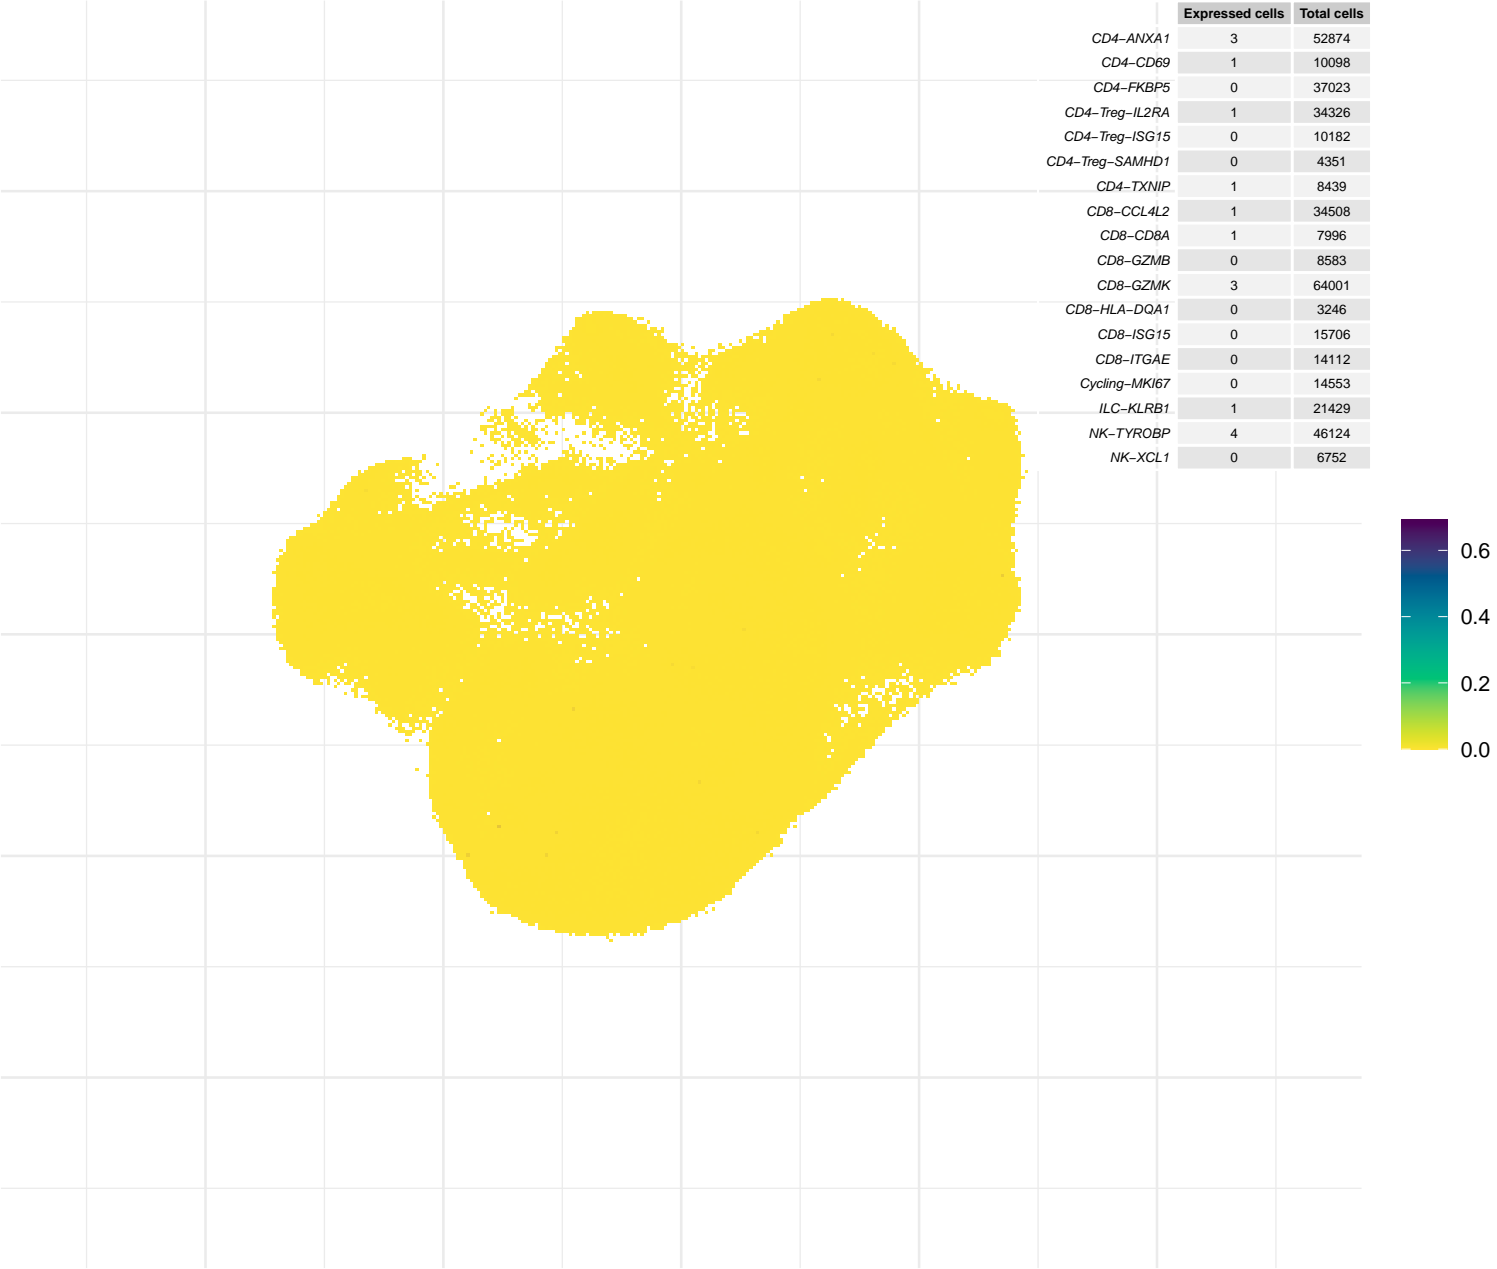 Expressed cells Total cells
CD4−ANXA1 3 52874
CD4−CD69 1 10098
CD4−FKBP5 0 37023
CD4−Treg−IL2RA 1 34326
CD4−Treg−ISG15 0 10182
CD4−Treg−SAMHD1 0 4351
CD4−TXNIP 1 8439
CD8−CCL4L2 1 34508
CD8−CD8A 1 7996
CD8−GZMB 0 8583
CD8−GZMK 3 64001
CD8−HLA−DQA1 0 3246
CD8−ISG15 0 15706
CD8−ITGAE 0 14112
Cycling−MKI67 0 14553
ILC−KLRB1 1 21429
NK−TYROBP 4 46124
NK−XCL1 0 6752
0.6
0.4
0.2
0.0